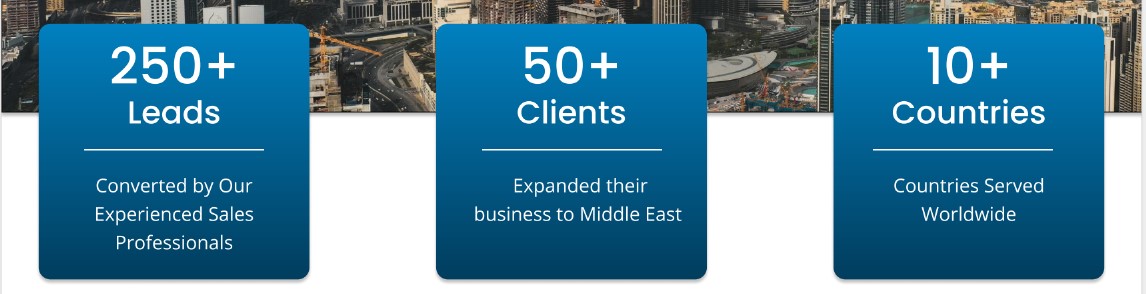 250+
Leads
Converted by Our
Experienced Sales
Professionals
50+
Clients
Expanded their
business to Middle East
10+
Countries
Countries Served
Worldwide